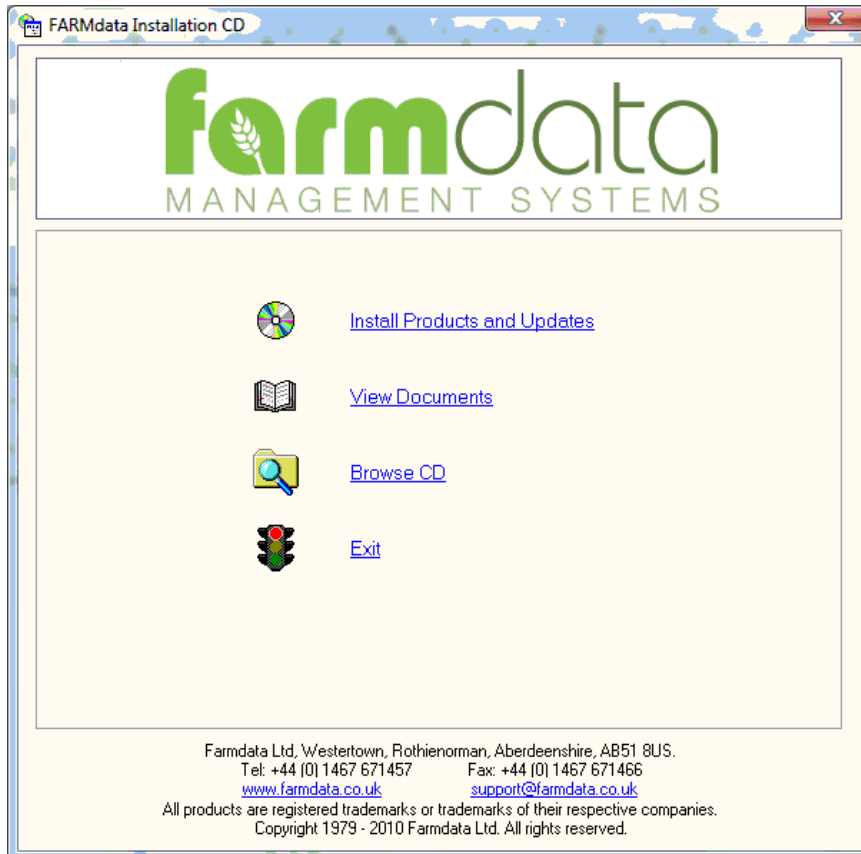 FARMdata Installation CD
farmdata
MANAGEMENT SYSTEMS
Install Products and Updates
View Documents
Browse CD
Exit
Farmdata Ltd, Westertown, Rothienorman, Aberdeenshire, AB51 8US.
Tel: +44 (0) 1467 671457 Fax: +44 (0) 1467 671466
www.farmdata.co.uk support@farmdata.co.uk
All products are registered trademarks or trademarks of their respective companies.
Copyright 1979 - 2010 Farmdata Ltd. All rights reserved.